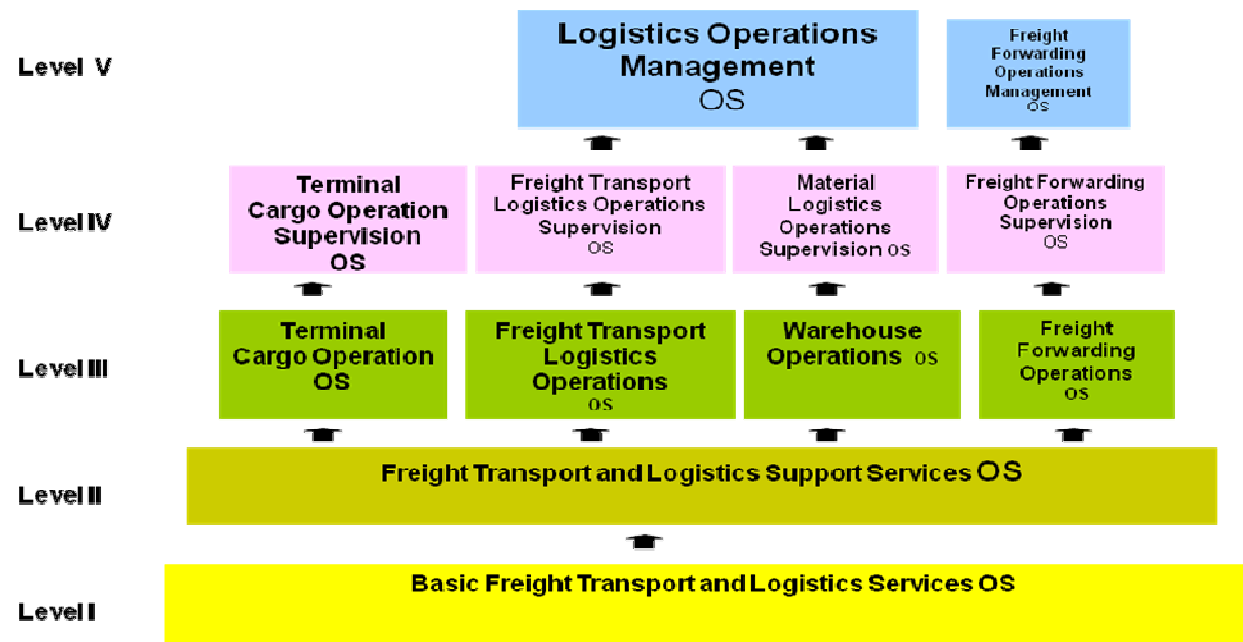 Level V
Logistics Operations
Management
OS
Freight
Forwarding
Operations
Management
OS
Level IV
Terminal
Cargo Operation
Supervision
OS
Freight Transport
Logistics Operations
Supervision
OS
Material
Logistics
Operations
Supervision OS
Freight Forwarding
Operations
Supervision
OS
Level III
Terminal
Cargo Operation
OS
Freight Transport
Logistics
Operations
OS
Warehouse
Operations OS
Freight
Forwarding
Operations
OS
Level II
Freight Transport and Logistics Support Services OS
Level I
Basic Freight Transport and Logistics Services OS